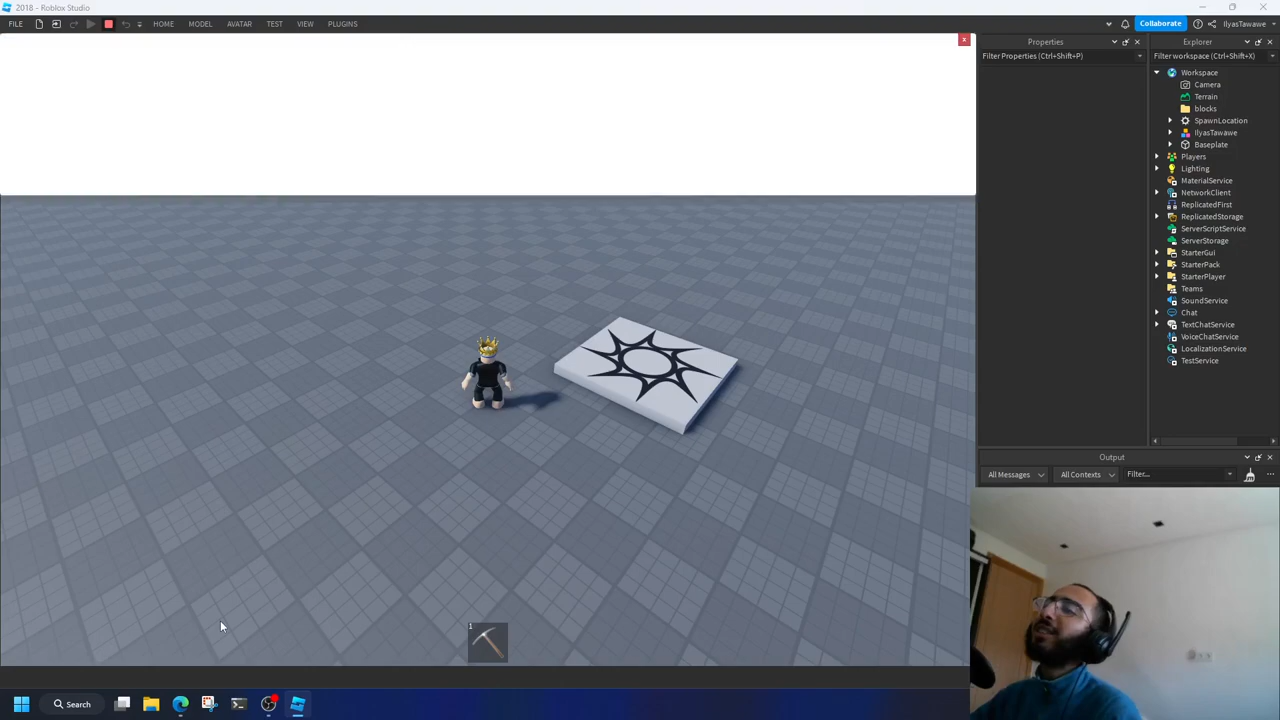 2018 - Roblox Studio
FILE HOME MODEL AVATAR TEST VIEW PLUGINS Collaborate IlyasTawawe
x
Properties
Filter Properties (Ctrl+Shift+P)
Explorer
Filter workspace (Ctrl+Shift+X)
Workspace
Camera
Terrain
blocks
SpawnLocation
IlyasTawawe
Baseplate
Players
Lighting
MaterialService
NetworkClient
ReplicatedFirst
ReplicatedStorage
ServerScriptService
ServerStorage
StarterGui
StarterPack
StarterPlayer
Teams
SoundService
Chat
TextChatService
VoiceChatService
LocalizationService
TestService
Output
All Messages All Contexts Filter...
1
Search